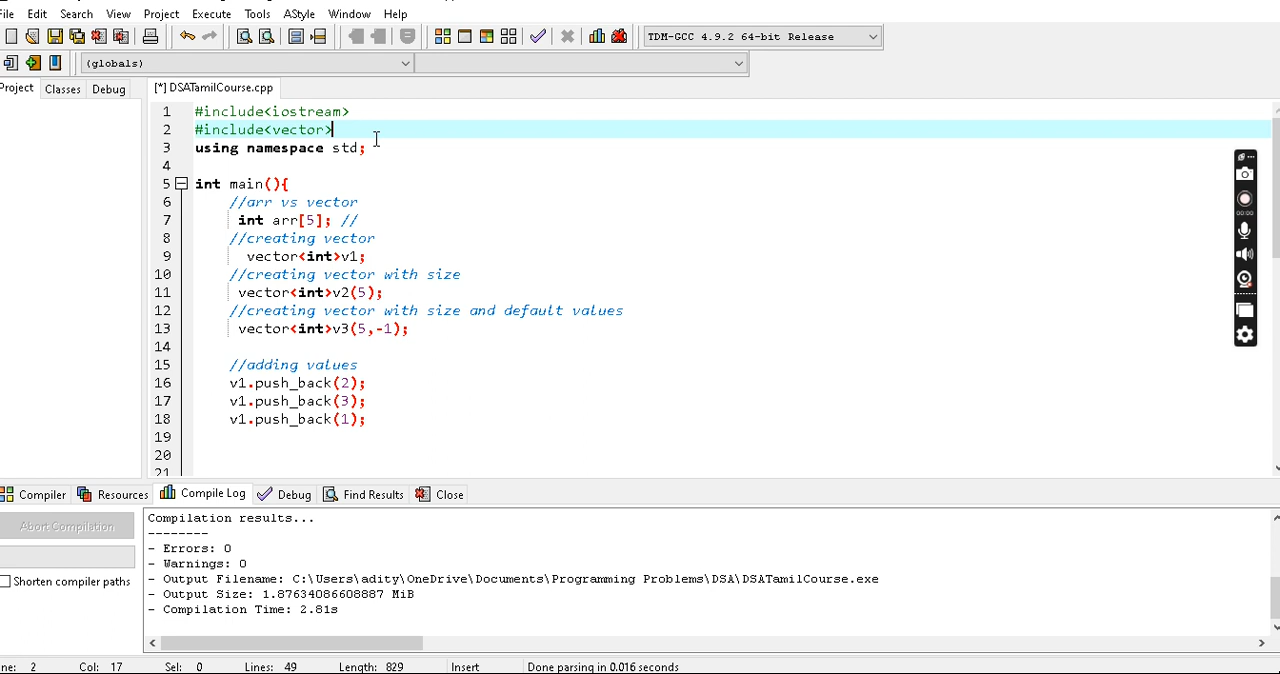 File Edit Search View Project Execute Tools AStyle Window Help
TDM-GCC 4.9.2 64-bit Release
(globals)
Project Classes Debug [*] DSATamilCourse.cpp
1 #include<iostream>
2 #include<vector>
3 using namespace std;
4
5 int main(){
6 //arr vs vector
7 int arr[5]; //
8 //creating vector
9 vector<int>v1;
10 //creating vector with size
11 vector<int>v2(5);
12 //creating vector with size and default values
13 vector<int>v3(5,-1);
14
15 //adding values
16 v1.push_back(2);
17 v1.push_back(3);
18 v1.push_back(1);
19
20
21
00:00
Compiler Resources Compile Log Debug Find Results Close
Abort Compilation
Shorten compiler paths
Compilation results...
--------
- Errors: 0
- Warnings: 0
- Output Filename: C:\Users\adity\OneDrive\Documents\Programming Problems\DSA\DSATamilCourse.exe
- Output Size: 1.87634086608887 MiB
- Compilation Time: 2.81s
ne: 2 Col: 17 Sel: 0 Lines: 49 Length: 829 Insert Done parsing in 0.016 seconds